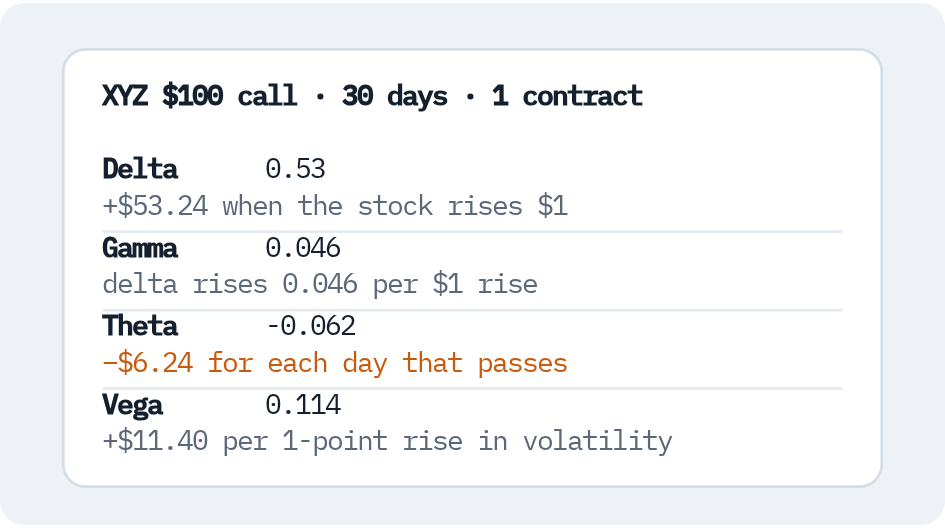 XYZ $100 call · 30 days · 1 contract
Delta 0.53
+$53.24 when the stock rises $1
Gamma 0.046
delta rises 0.046 per $1 rise
Theta -0.062
−$6.24 for each day that passes
Vega 0.114
+$11.40 per 1-point rise in volatility